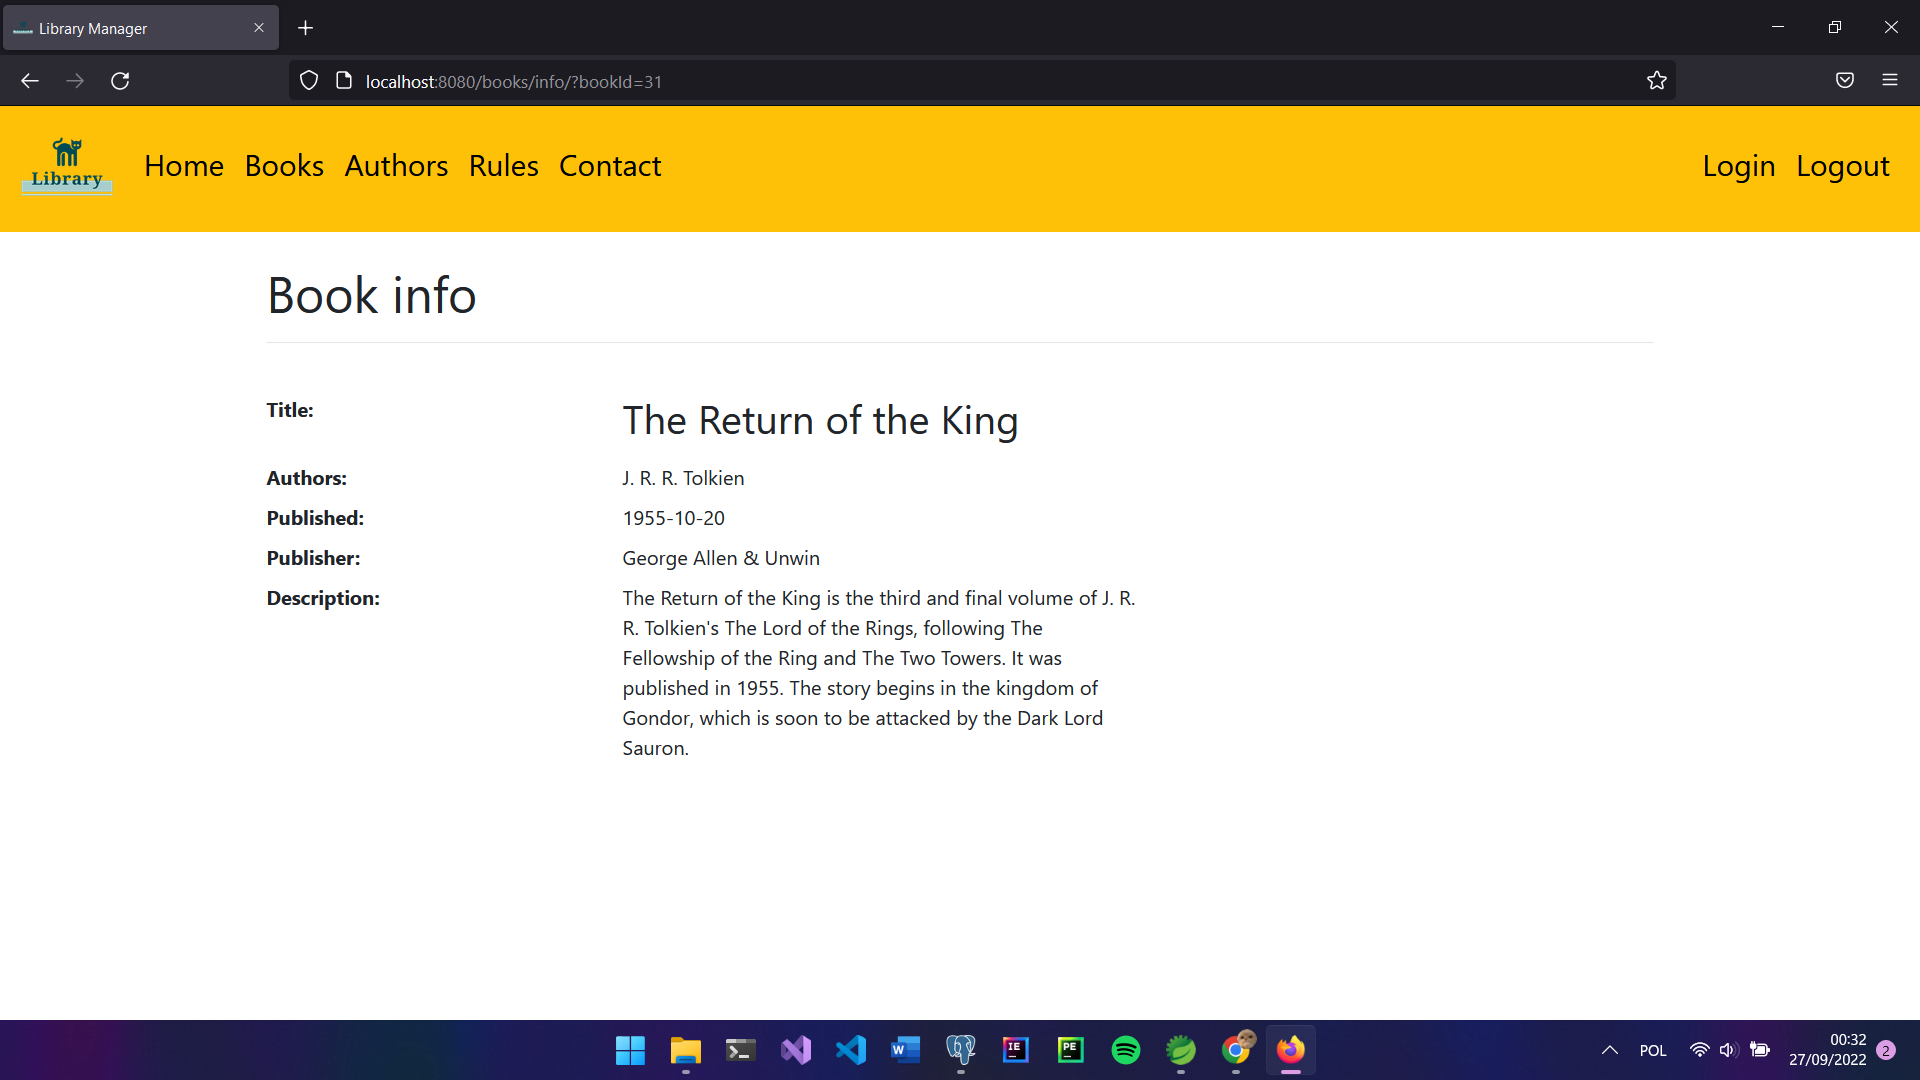 Library Manager
localhost:8080/books/info/?bookId=31
Library
Home Books Authors Rules Contact
Login Logout
Book info
Title: The Return of the King
Authors: J. R. R. Tolkien
Published: 1955-10-20
Publisher: George Allen & Unwin
Description: The Return of the King is the third and final volume of J. R.
R. Tolkien's The Lord of the Rings, following The
Fellowship of the Ring and The Two Towers. It was
published in 1955. The story begins in the kingdom of
Gondor, which is soon to be attacked by the Dark Lord
Sauron.
W
IE
PE
POL
00:32
27/09/2022
2